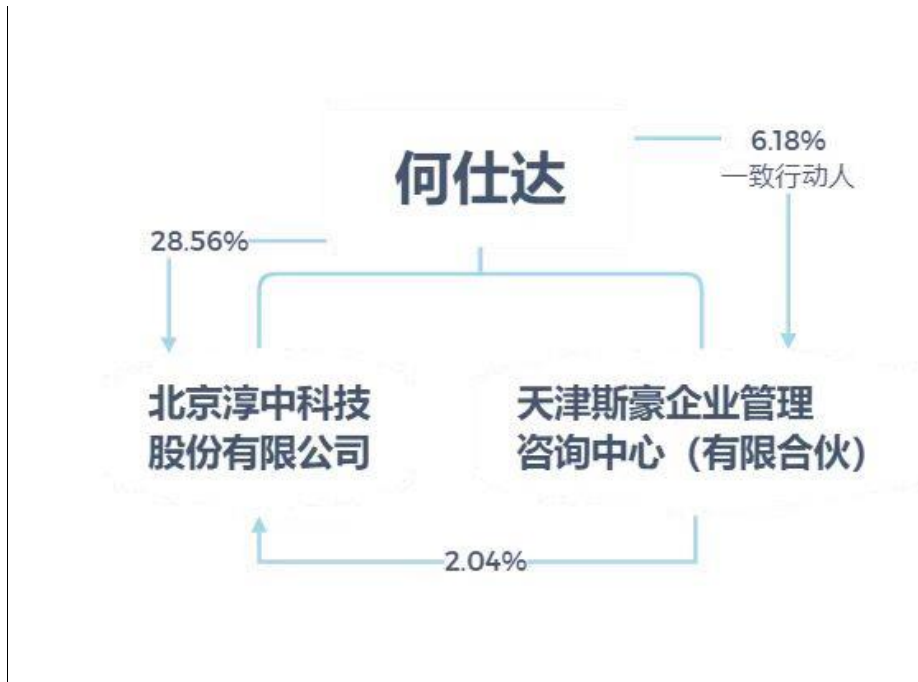 何仕达
6.18%
一致行动人
28.56%
北京淳中科技
股份有限公司
天津斯豪企业管理
咨询中心（有限合伙）
2.04%